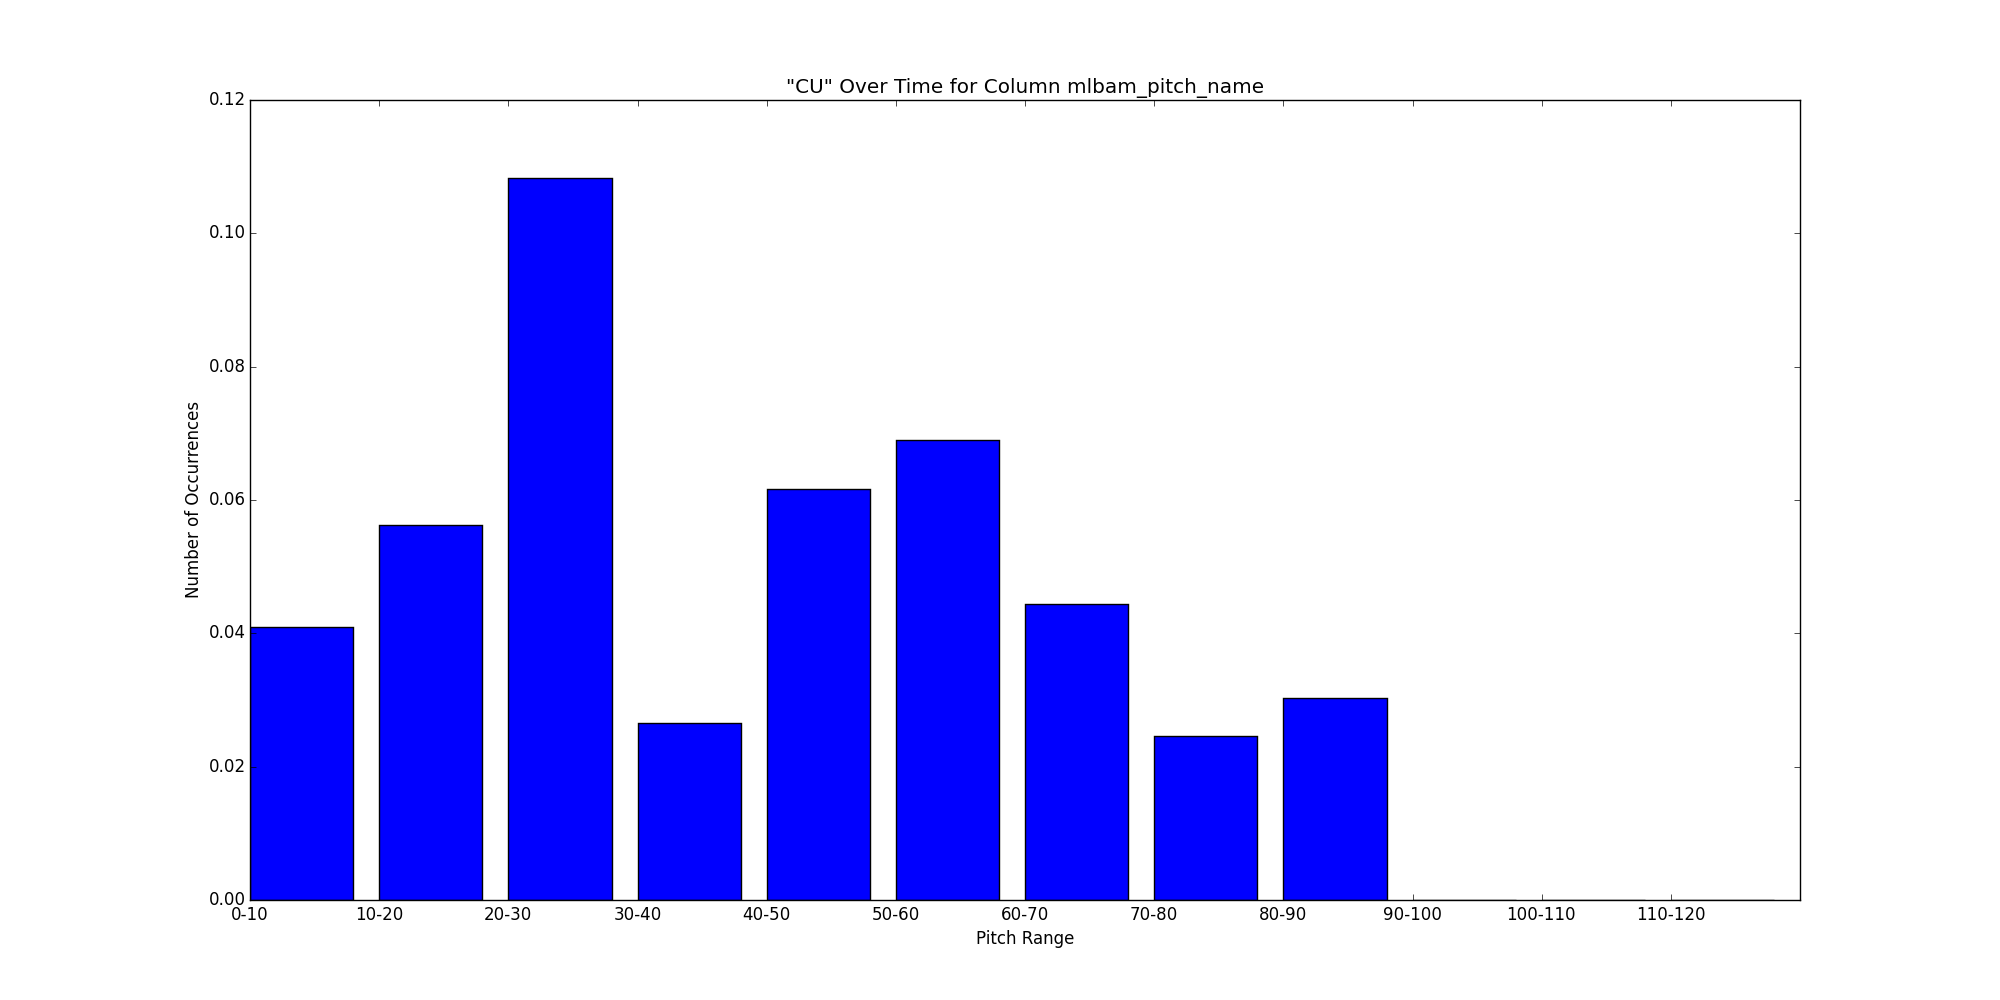 "CU" Over Time for Column mlbam_pitch_name
0.12
0.10
0.08
0.06
0.04
0.02
0.00
Number of Occurrences
0-10 10-20 20-30 30-40 40-50 50-60 60-70 70-80 80-90 90-100 100-110 110-120
Pitch Range